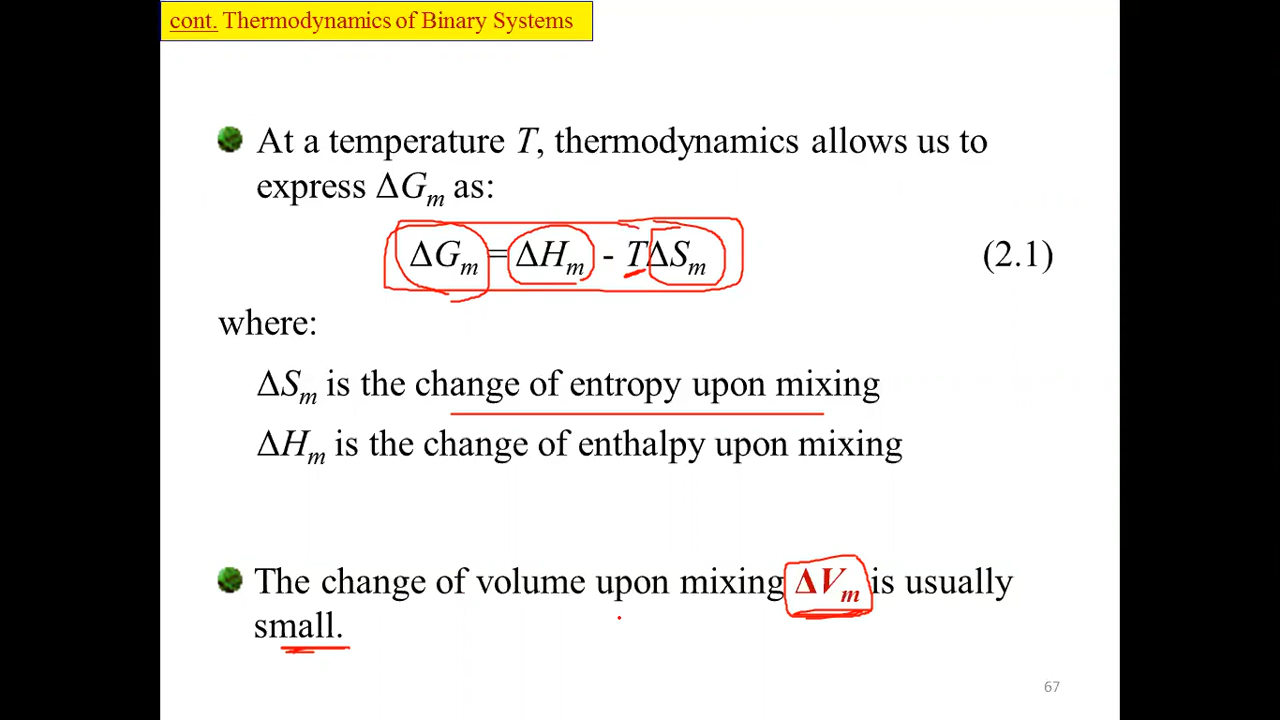 cont. Thermodynamics of Binary Systems
At a temperature T, thermodynamics allows us to
express ΔGm as:
ΔGm = ΔHm - TΔSm (2.1)
where:
ΔSm is the change of entropy upon mixing
ΔHm is the change of enthalpy upon mixing
The change of volume upon mixing ΔVm is usually
small.
67